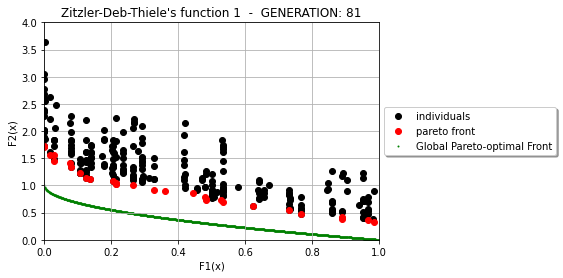 Zitzler-Deb-Thiele's function 1 - GENERATION: 81
4.0
3.5
3.0
2.5
2.0
1.5
1.0
0.5
0.0
F2(x)
0.0 0.2 0.4 0.6 0.8 1.0
F1(x)
individuals
pareto front
Global Pareto-optimal Front